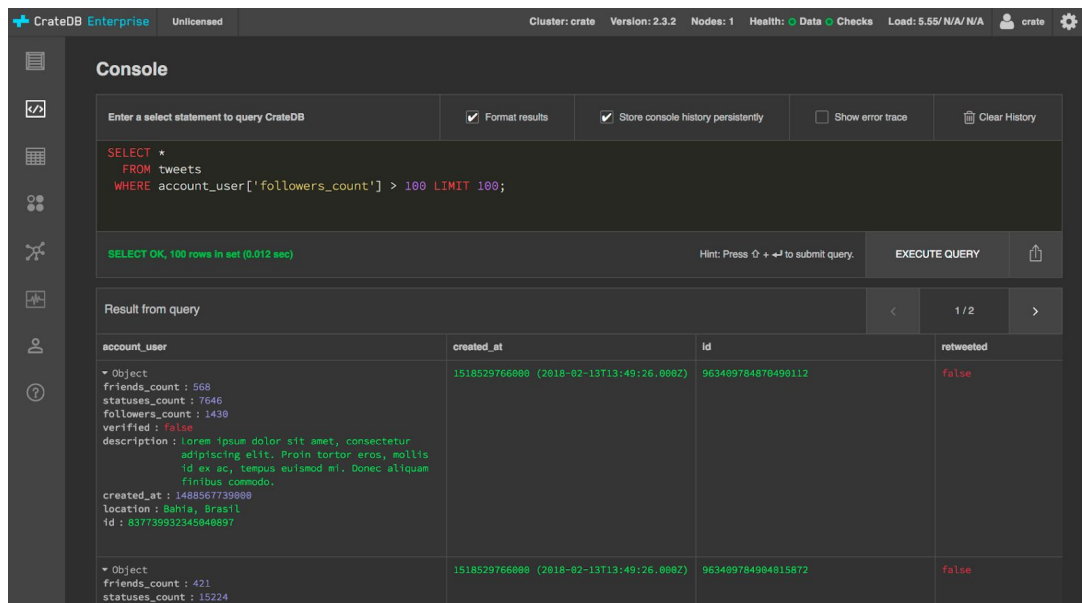 CrateDB Enterprise Unlicensed Cluster: crate Version: 2.3.2 Nodes: 1 Health: Data Checks Load: 5.55/ N/A/ N/A crate
Console
Enter a select statement to query CrateDB Format results Store console history persistently Show error trace Clear History
SELECT *
FROM tweets
WHERE account_user['followers_count'] > 100 LIMIT 100;
SELECT OK, 100 rows in set (0.012 sec) Hint: Press ⇧ + ↵ to submit query. EXECUTE QUERY
Result from query 1 / 2
account_user created_at id retweeted
Object 1518529766000 (2018-02-13T13:49:26.000Z) 963409784870490112 false
friends_count : 568
statuses_count : 7646
followers_count : 1430
verified : false
description : Lorem ipsum dolor sit amet, consectetur
adipiscing elit. Proin tortor eros, mollis
id ex ac, tempus euismod mi. Donec aliquam
finibus commodo.
created_at : 1488567739000
location : Bahia, Brasil
id : 837739932345040897
Object 1518529766000 (2018-02-13T13:49:26.000Z) 963409784904015872 false
friends_count : 421
statuses_count : 15224